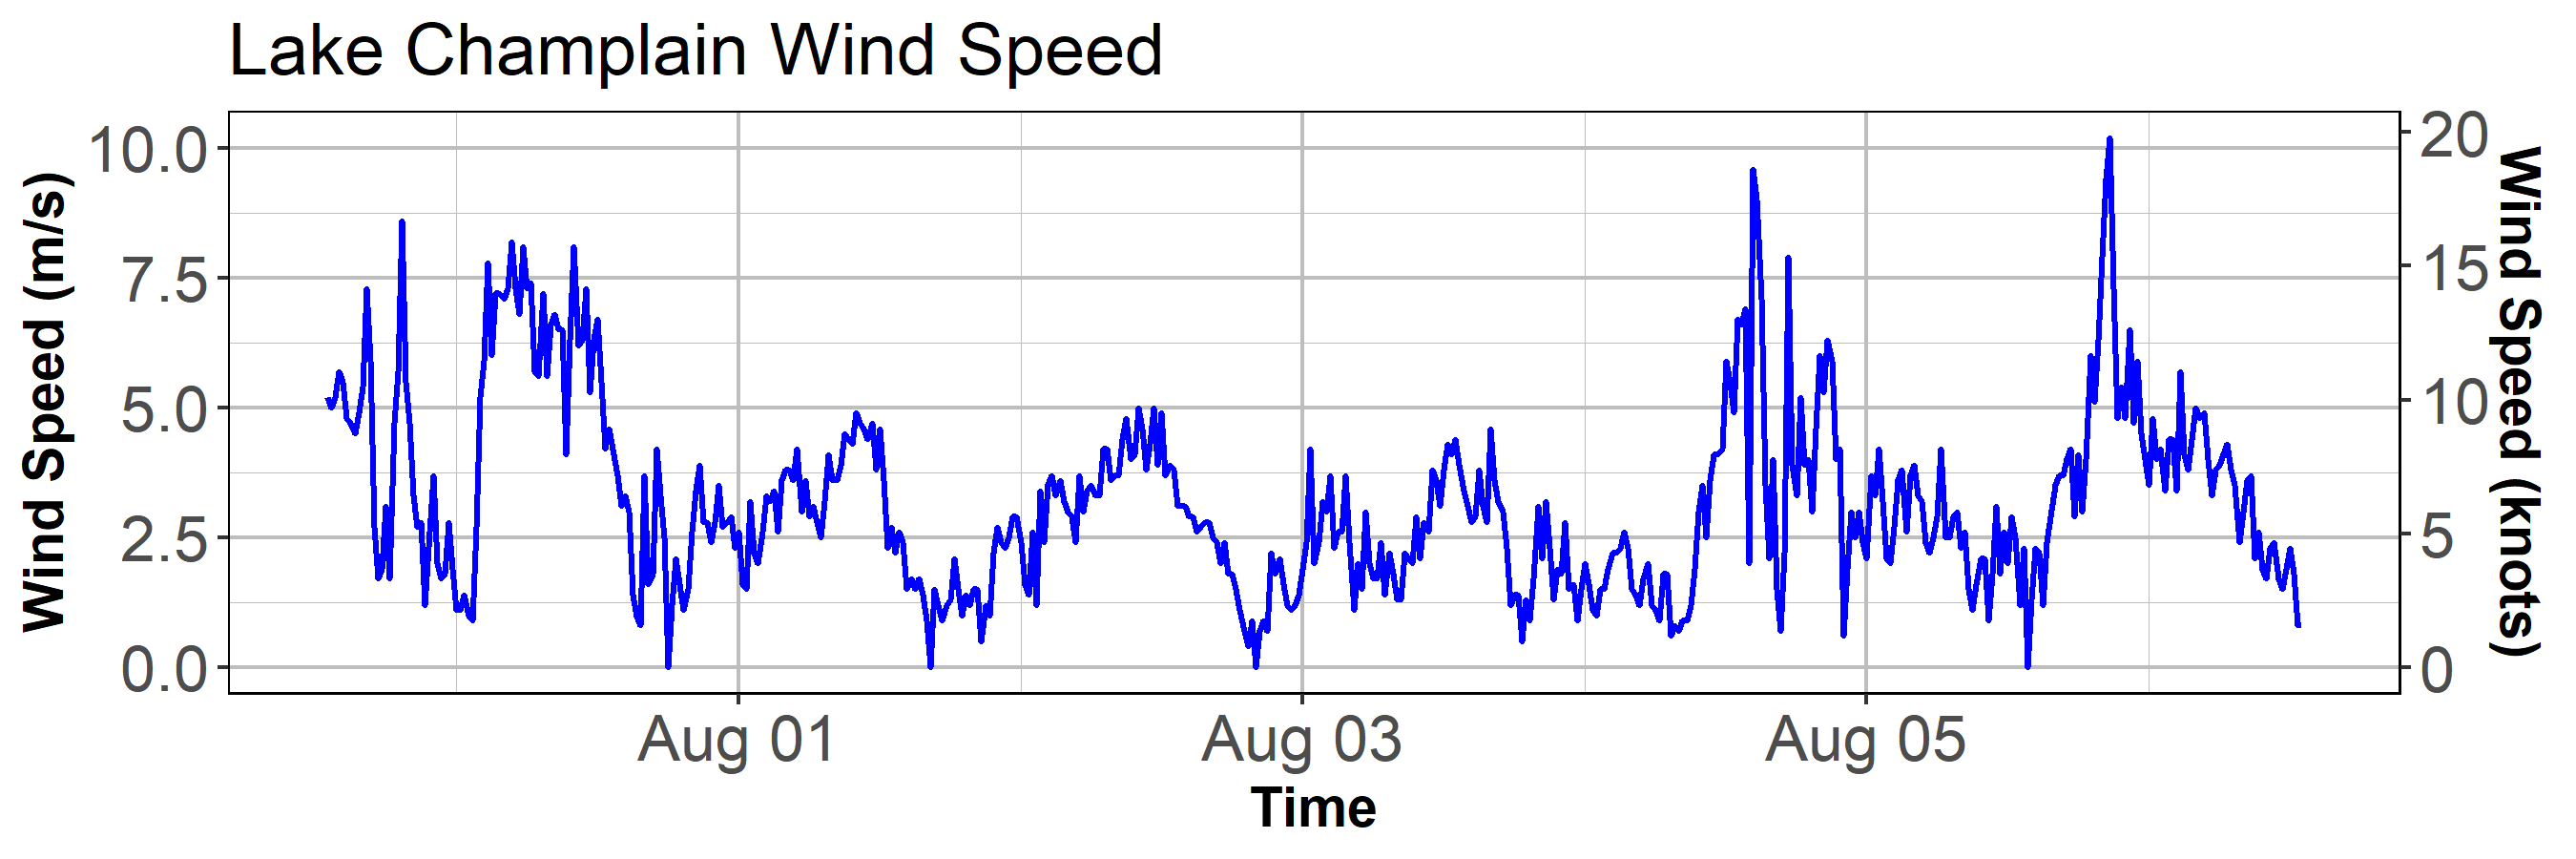 Lake Champlain Wind Speed
Wind Speed (m/s)
10.0
7.5
5.0
2.5
0.0
20
15
10
5
0
Wind Speed (knots)
Aug 01
Aug 03
Aug 05
Time